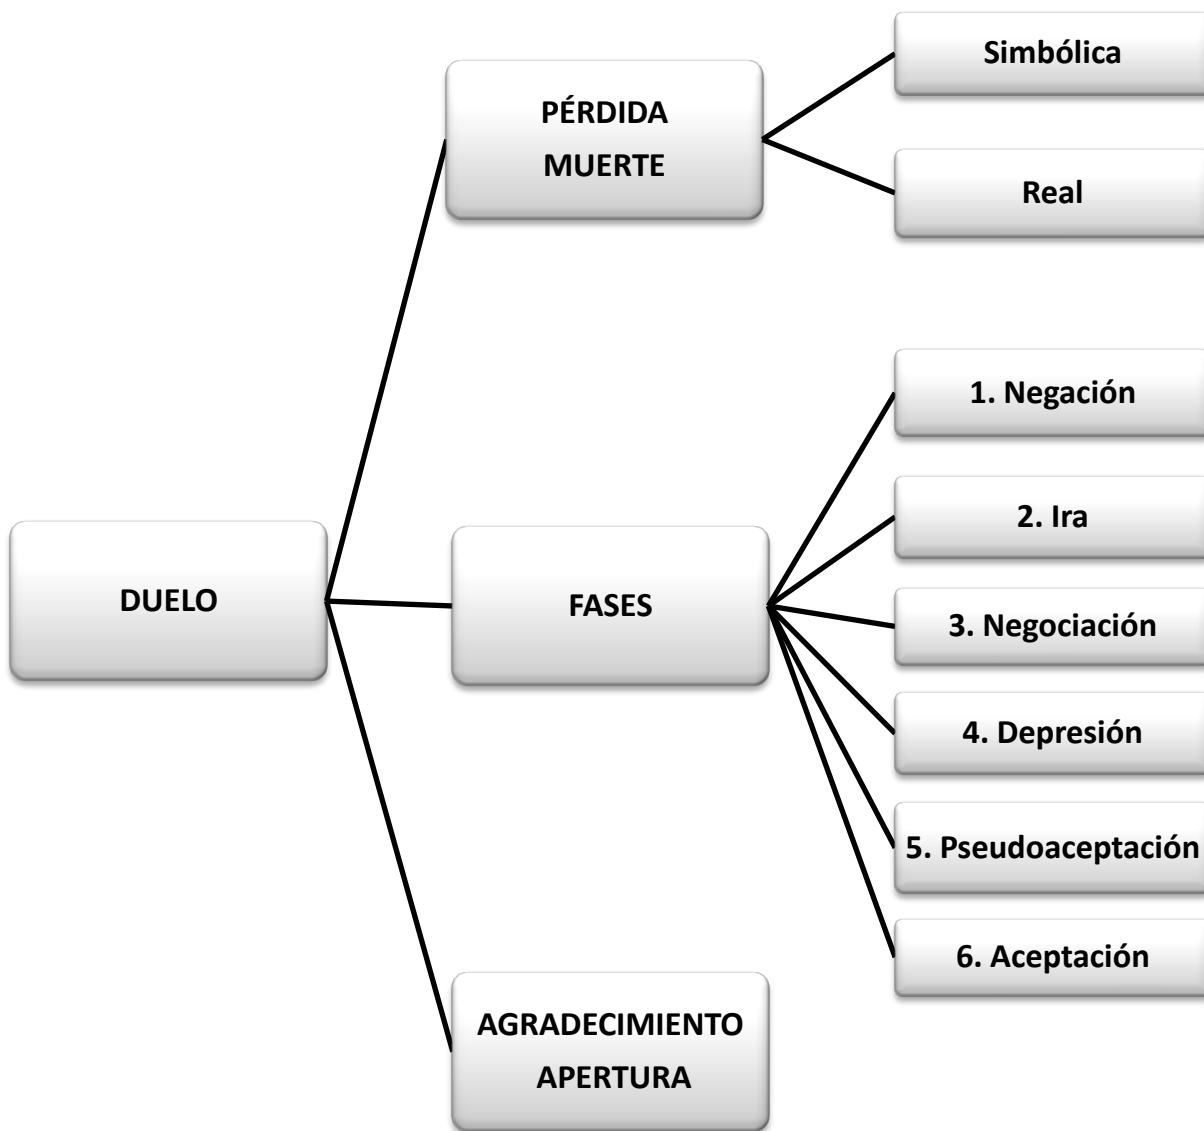 DUELO
PÉRDIDA
MUERTE
Simbólica
Real
FASES
1. Negación
2. Ira
3. Negociación
4. Depresión
5. Pseudoaceptación
6. Aceptación
AGRADECIMIENTO
APERTURA